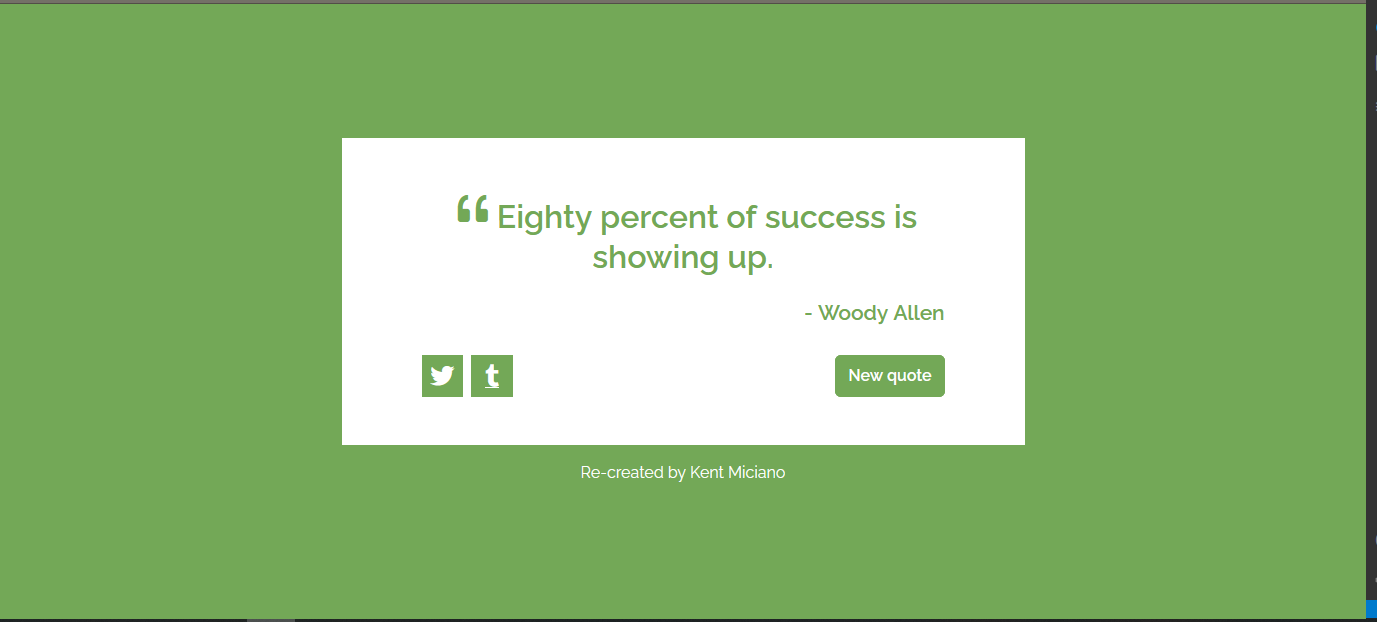 “ Eighty percent of success is
showing up.
- Woody Allen
t
New quote
Re-created by Kent Miciano